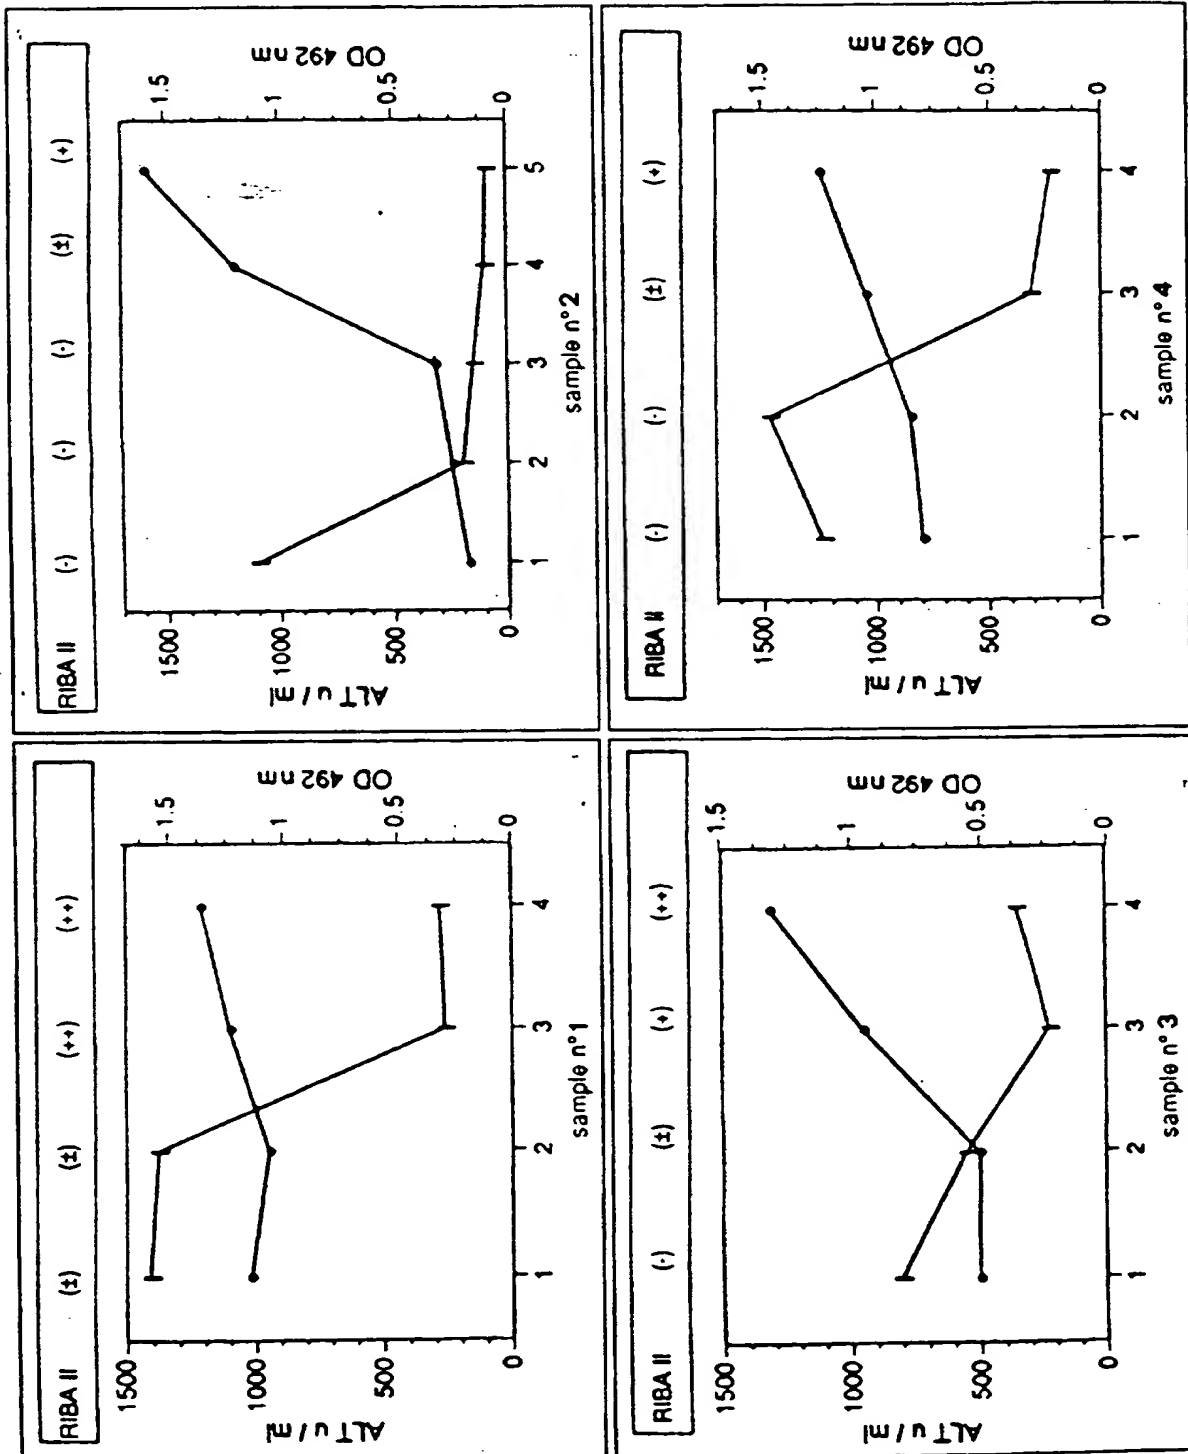 RIBA II (±) (±) (++) (++)
ALT u / ml
1500
1000
500
0
OD 492 nm
1.5
1
0.5
0
1 2 3 4
sample n°1
RIBA II (-) (-) (-) (±) (+)
ALT u / ml
1500
1000
500
0
OD 492 nm
1.5
1
0.5
0
1 2 3 4 5
sample n°2
RIBA II (-) (±) (+) (++)
ALT u / ml
1500
1000
500
0
OD 492 nm
1.5
1
0.5
0
1 2 3 4
sample n°3
RIBA II (-) (-) (±) (+)
ALT u / ml
1500
1000
500
0
OD 492 nm
1.5
1
0.5
0
1 2 3 4
sample n°4